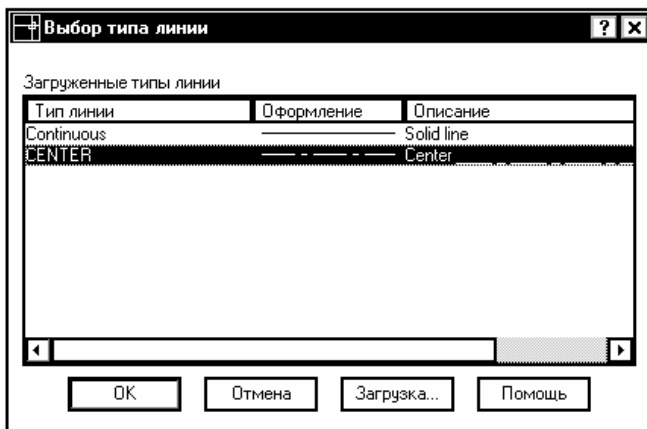 Выбор типа линии
Загруженные типы линии
Тип линии Оформление Описание
Continuous Solid line
CENTER Center
OK Отмена Загрузка... Помощь